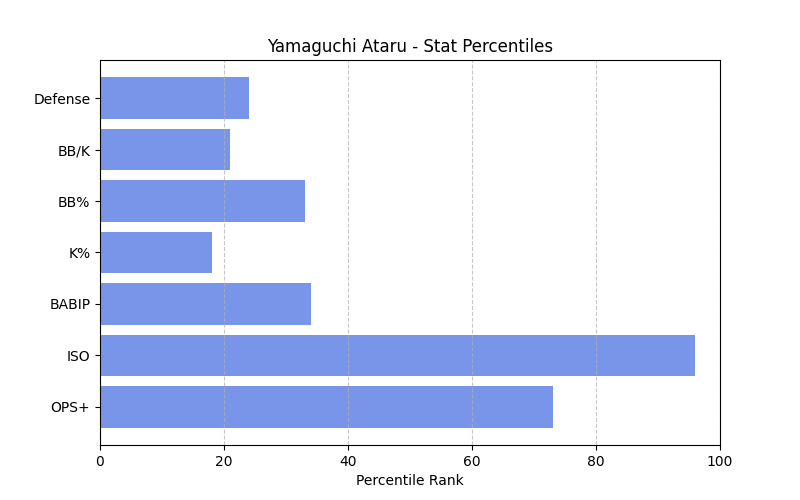 Yamaguchi Ataru - Stat Percentiles
Defense
BB/K
BB%
K%
BABIP
ISO
OPS+
0 20 40 60 80 100
Percentile Rank